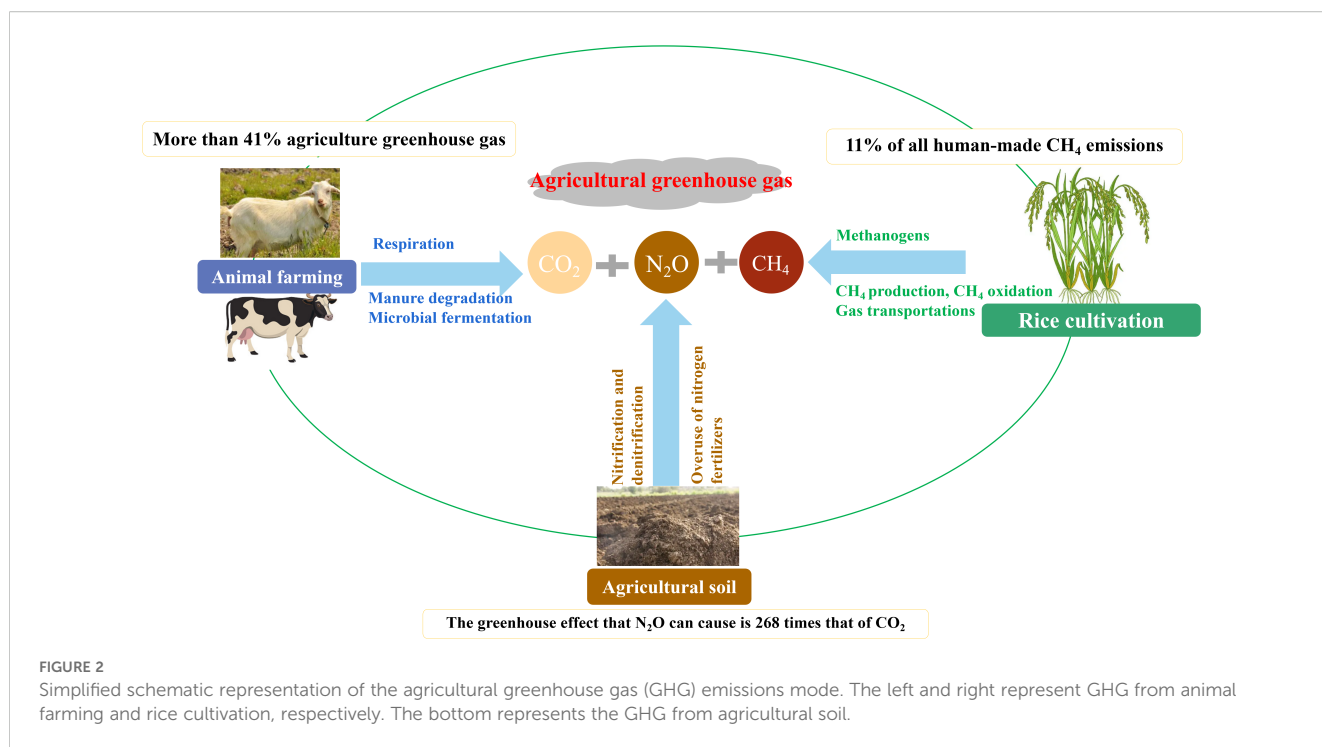 More than 41% agriculture greenhouse gas
11% of all human-made CH₄ emissions
Agricultural greenhouse gas
Respiration
Animal farming
Manure degradation
Microbial fermentation
CO₂
N₂O
CH₄
Methanogens
CH₄ production, CH₄ oxidation
Gas transportations
Rice cultivation
Nitrification and
denitrification
Overuse of nitrogen
fertilizers
Agricultural soil
The greenhouse effect that N₂O can cause is 268 times that of CO₂
FIGURE 2
Simplified schematic representation of the agricultural greenhouse gas (GHG) emissions mode. The left and right represent GHG from animal
farming and rice cultivation, respectively. The bottom represents the GHG from agricultural soil.